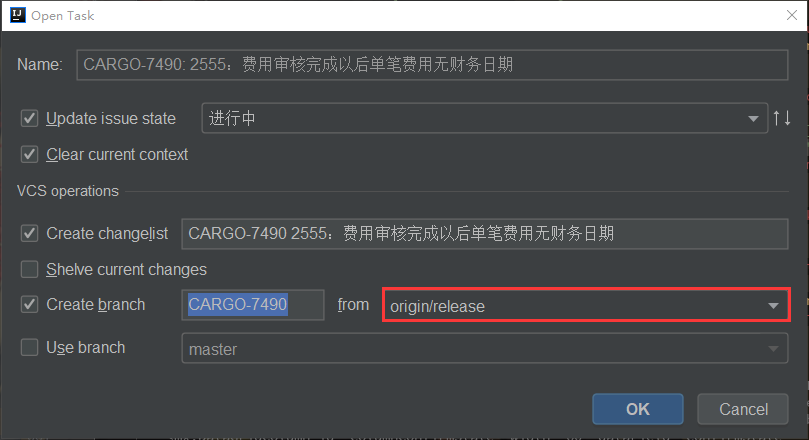 Open Task
Name: CARGO-7490: 2555：费用审核完成以后单笔费用无财务日期
Update issue state 进行中
Clear current context
VCS operations
Create changelist CARGO-7490 2555：费用审核完成以后单笔费用无财务日期
Shelve current changes
Create branch CARGO-7490 from origin/release
Use branch master
OK Cancel